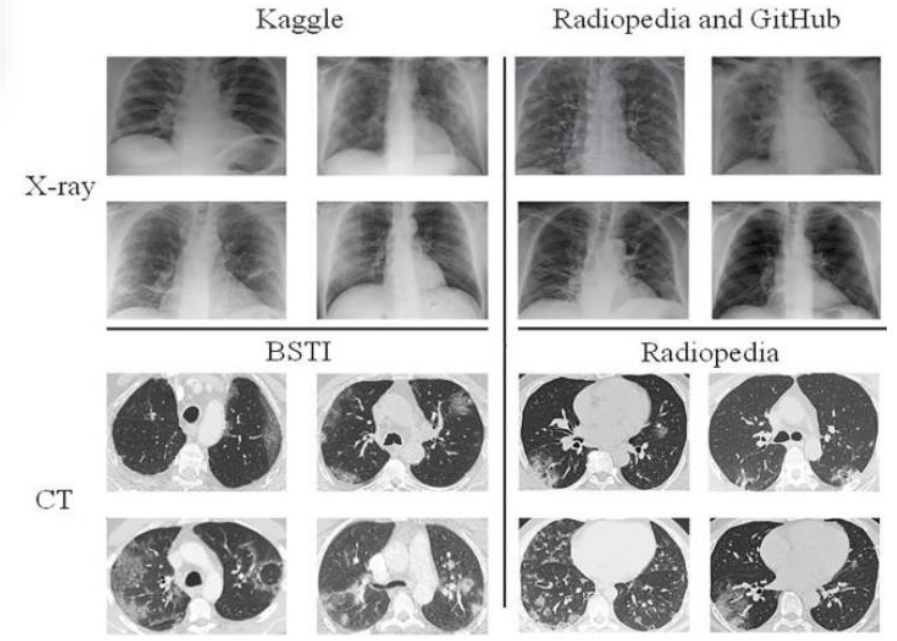 Kaggle
Radiopedia and GitHub
X-ray
BSTI
Radiopedia
CT